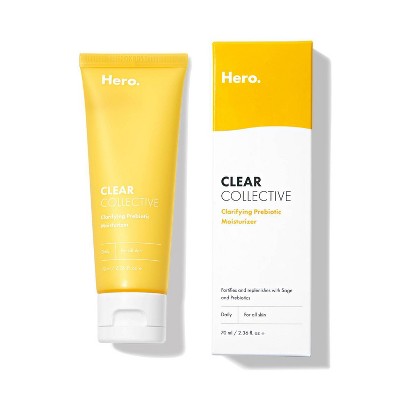 Hero.
CLEAR
COLLECTIVE
Clarifying Prebiotic
Moisturizer
Hero.
CLEAR
COLLECTIVE
Clarifying Prebiotic
Moisturizer
Fortifies and replenishes with Sage
and Prebiotics
Daily For all skin
70 ml / 2.36 fl. oz.